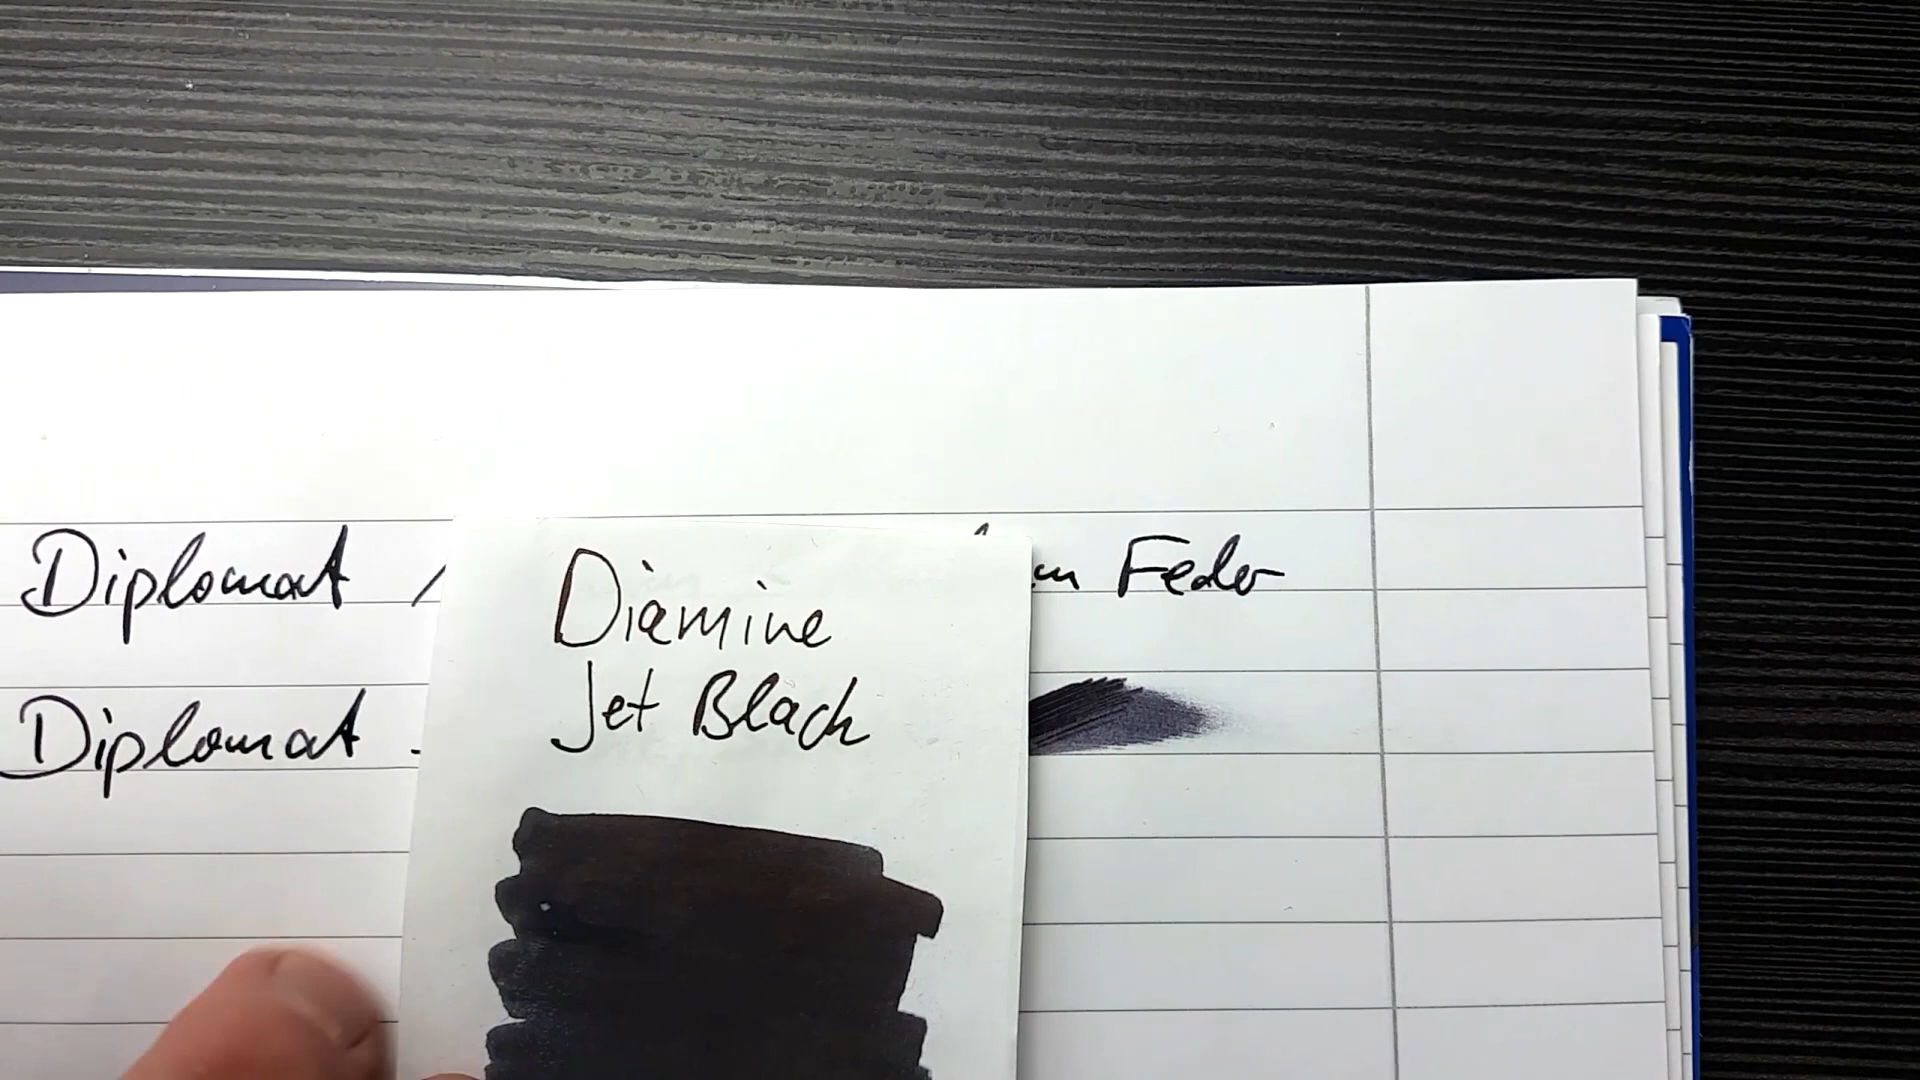 Diplomat
Feder
Diplomat
Diamine
Jet Black